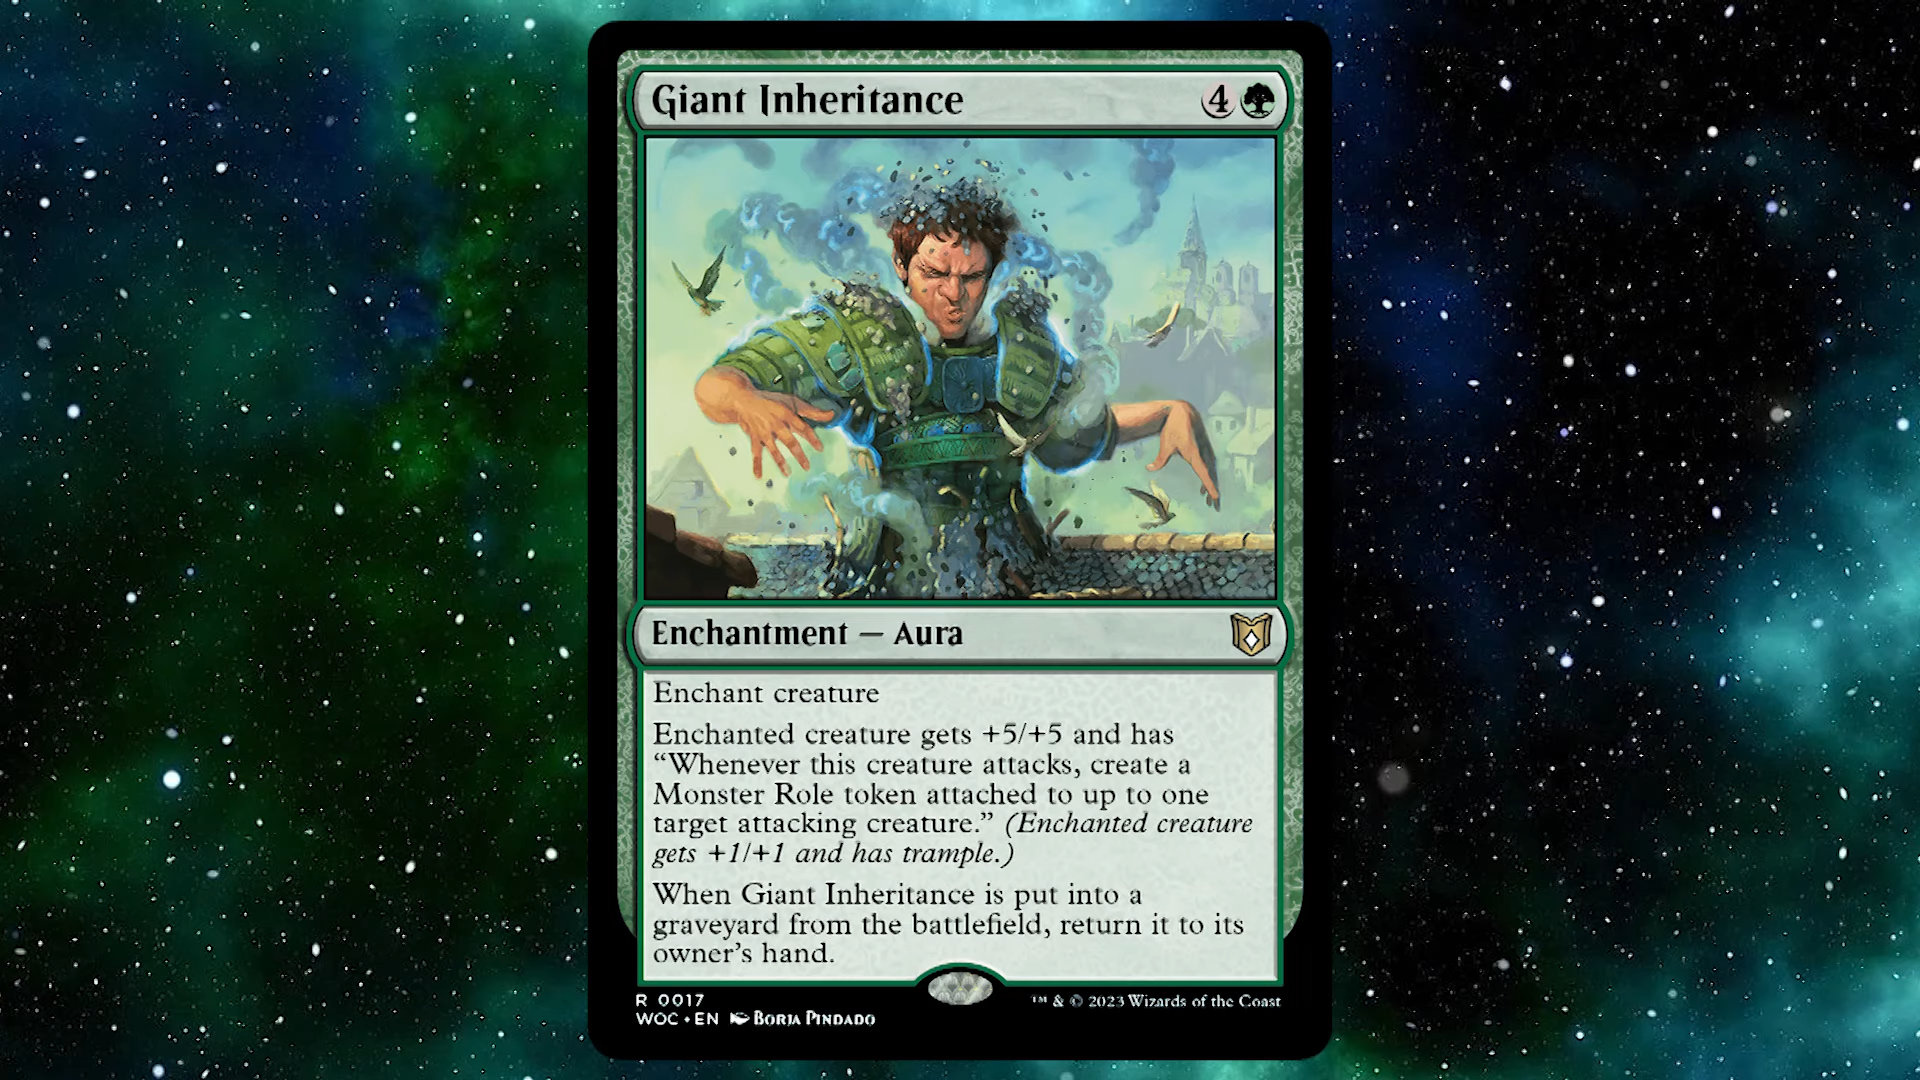 Giant Inheritance 4
Enchantment — Aura
Enchant creature
Enchanted creature gets +5/+5 and has
“Whenever this creature attacks, create a
Monster Role token attached to up to one
target attacking creature.” (Enchanted creature
gets +1/+1 and has trample.)
When Giant Inheritance is put into a
graveyard from the battlefield, return it to its
owner’s hand.
R 0017
WOC • EN Borja Pindado
™ & © 2023 Wizards of the Coast